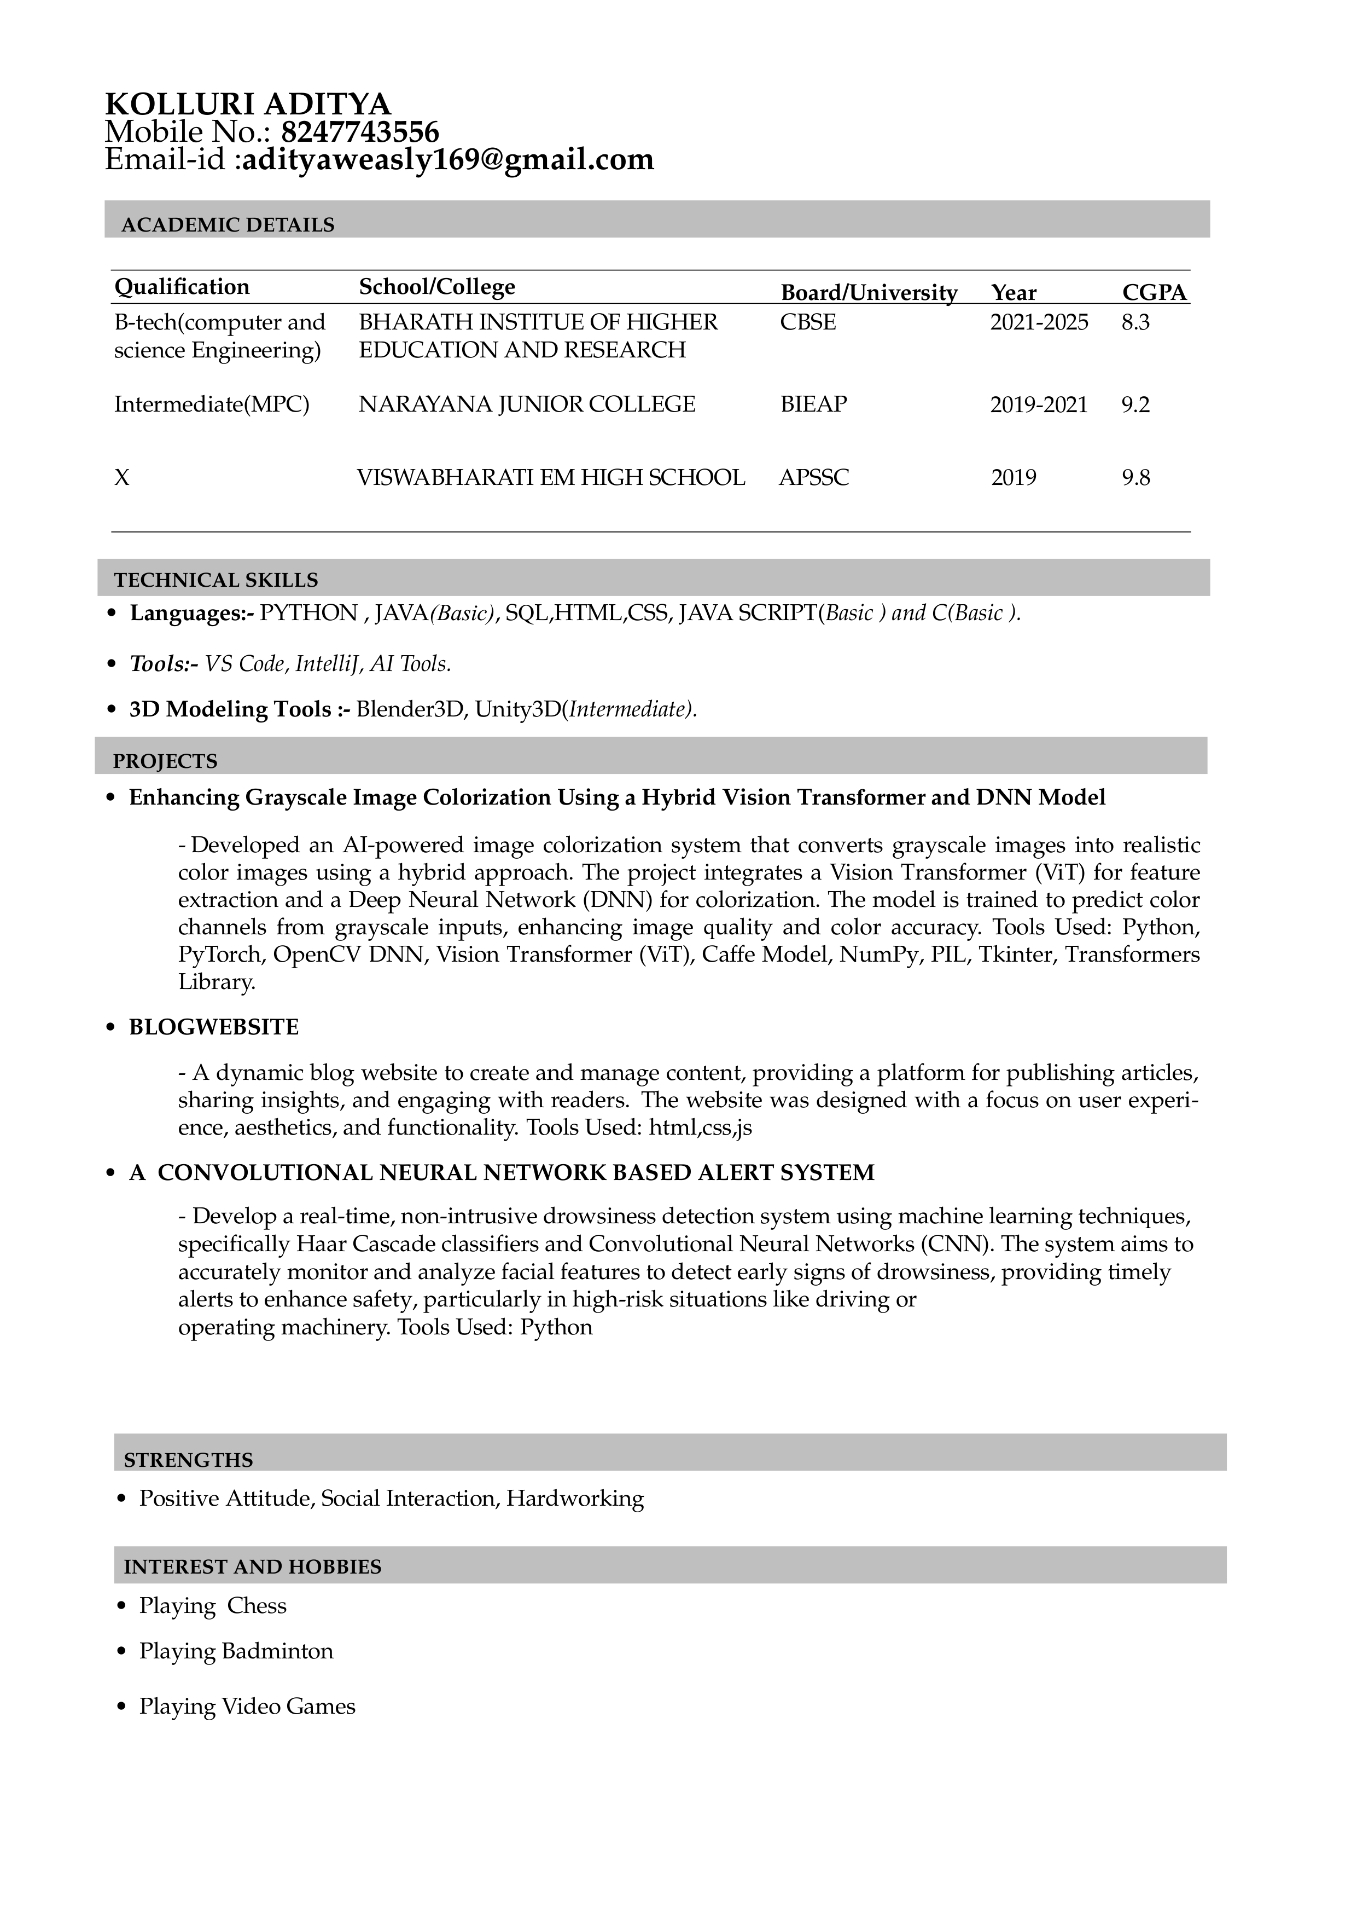 KOLLURI ADITYA
Mobile No.: 8247743556
Email-id :adityaweasly169@gmail.com
ACADEMIC DETAILS
Qualification School/College Board/University Year CGPA
B-tech(computer and BHARATH INSTITUE OF HIGHER CBSE 2021-2025 8.3
science Engineering) EDUCATION AND RESEARCH
Intermediate(MPC) NARAYANA JUNIOR COLLEGE BIEAP 2019-2021 9.2
X VISWABHARATI EM HIGH SCHOOL APSSC 2019 9.8
TECHNICAL SKILLS
• Languages:- PYTHON , JAVA(Basic), SQL,HTML,CSS, JAVA SCRIPT(Basic ) and C(Basic ).
• Tools:- VS Code, IntelliJ, AI Tools.
• 3D Modeling Tools :- Blender3D, Unity3D(Intermediate).
PROJECTS
• Enhancing Grayscale Image Colorization Using a Hybrid Vision Transformer and DNN Model
- Developed an AI-powered image colorization system that converts grayscale images into realistic
color images using a hybrid approach. The project integrates a Vision Transformer (ViT) for feature
extraction and a Deep Neural Network (DNN) for colorization. The model is trained to predict color
channels from grayscale inputs, enhancing image quality and color accuracy. Tools Used: Python,
PyTorch, OpenCV DNN, Vision Transformer (ViT), Caffe Model, NumPy, PIL, Tkinter, Transformers
Library.
• BLOGWEBSITE
- A dynamic blog website to create and manage content, providing a platform for publishing articles,
sharing insights, and engaging with readers. The website was designed with a focus on user experi-
ence, aesthetics, and functionality. Tools Used: html,css,js
• A CONVOLUTIONAL NEURAL NETWORK BASED ALERT SYSTEM
- Develop a real-time, non-intrusive drowsiness detection system using machine learning techniques,
specifically Haar Cascade classifiers and Convolutional Neural Networks (CNN). The system aims to
accurately monitor and analyze facial features to detect early signs of drowsiness, providing timely
alerts to enhance safety, particularly in high-risk situations like driving or
operating machinery. Tools Used: Python
STRENGTHS
• Positive Attitude, Social Interaction, Hardworking
INTEREST AND HOBBIES
• Playing Chess
• Playing Badminton
• Playing Video Games